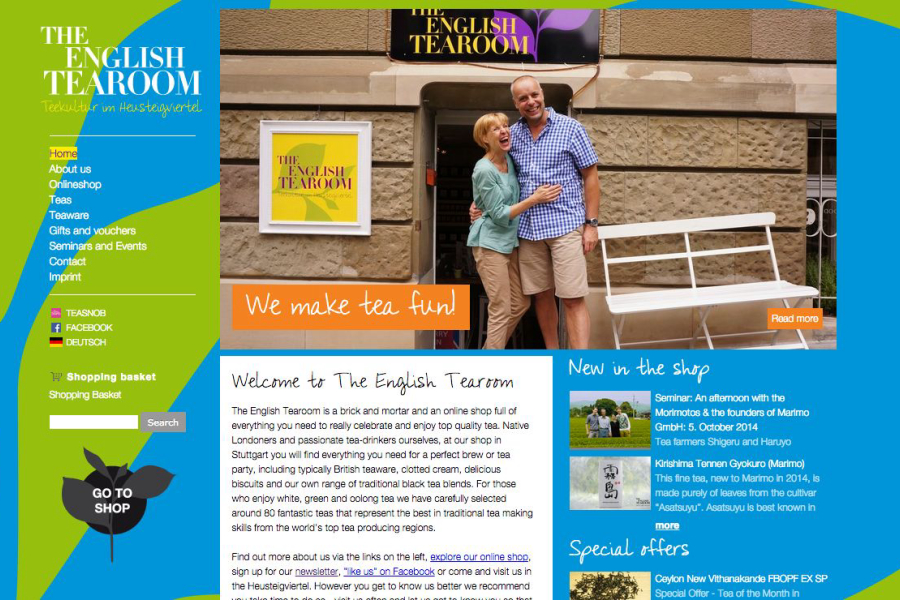 THE
ENGLISH
TEAROOM
Teekultur im Heusteigviertel
Home
About us
Onlineshop
Teas
Teaware
Gifts and vouchers
Seminars and Events
Contact
Imprint
TEASNOB
FACEBOOK
DEUTSCH
Shopping basket
Shopping Basket
Search
GO TO
SHOP
THE
ENGLISH
TEAROOM
THE
ENGLISH
TEAROOM
We make tea fun!
Read more
Welcome to The English Tearoom
The English Tearoom is a brick and mortar and an online shop full of
everything you need to really celebrate and enjoy top quality tea. Native
Londoners and passionate tea-drinkers ourselves, at our shop in
Stuttgart you will find everything you need for a perfect brew or tea
party, including typically British teaware, clotted cream, delicious
biscuits and our own range of traditional black tea blends. For those
who enjoy white, green and oolong tea we have carefully selected
around 80 fantastic teas that represent the best in traditional tea making
skills from the world's top tea producing regions.
Find out more about us via the links on the left, explore our online shop,
sign up for our newsletter, "like us" on Facebook or come and visit us in
the Heusteigviertel. However you get to know us better we recommend
New in the shop
Seminar: An afternoon with the
Morimotos & the founders of Marimo
GmbH: 5. October 2014
Tea farmers Shigeru and Haruyo
霧島
Kirishima Tennen Gyokuro (Marimo)
This fine tea, new to Marimo in 2014, is
made purely of leaves from the cultivar
"Asatsuyu". Asatsuyu is best known in
more
Special offers
Ceylon New Vithanakande FBOPF EX SP
Special Offer - Tea of the Month in